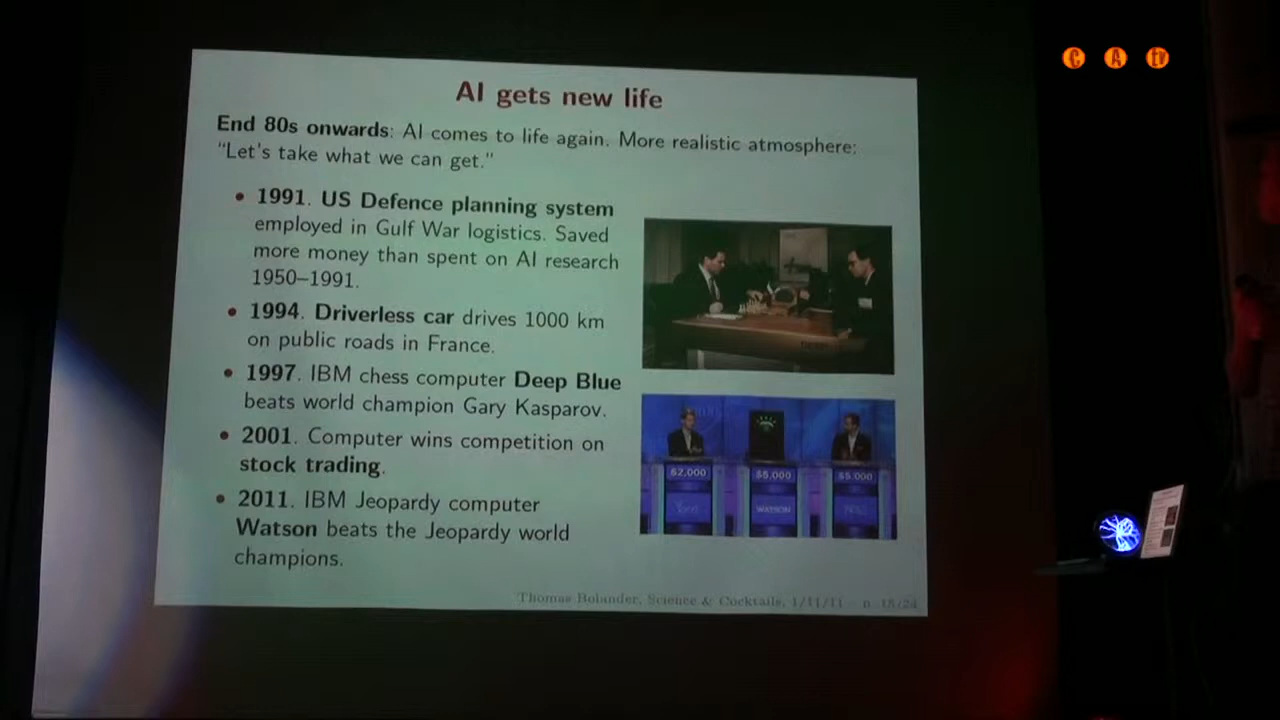 C A tv
AI gets new life
End 80s onwards: AI comes to life again. More realistic atmosphere:
“Let's take what we can get.”
• 1991. US Defence planning system
employed in Gulf War logistics. Saved
more money than spent on AI research
1950–1991.
• 1994. Driverless car drives 1000 km
on public roads in France.
• 1997. IBM chess computer Deep Blue
beats world champion Gary Kasparov.
• 2001. Computer wins competition on
stock trading.
• 2011. IBM Jeopardy computer
Watson beats the Jeopardy world
champions.
$2,000 $5,000 $5,000
WATSON
Thomas Bolander, Science & Cocktails, 1/11/11 – p. 18/24